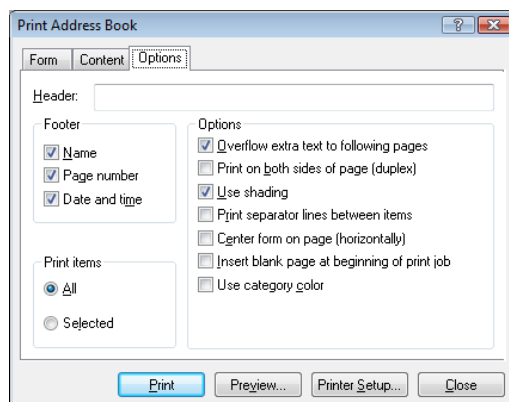 Print Address Book
Form Content Options
Header:
Footer
Name
Page number
Date and time
Options
Overflow extra text to following pages
Print on both sides of page (duplex)
Use shading
Print separator lines between items
Center form on page (horizontally)
Insert blank page at beginning of print job
Use category color
Print items
All
Selected
Print Preview... Printer Setup... Close